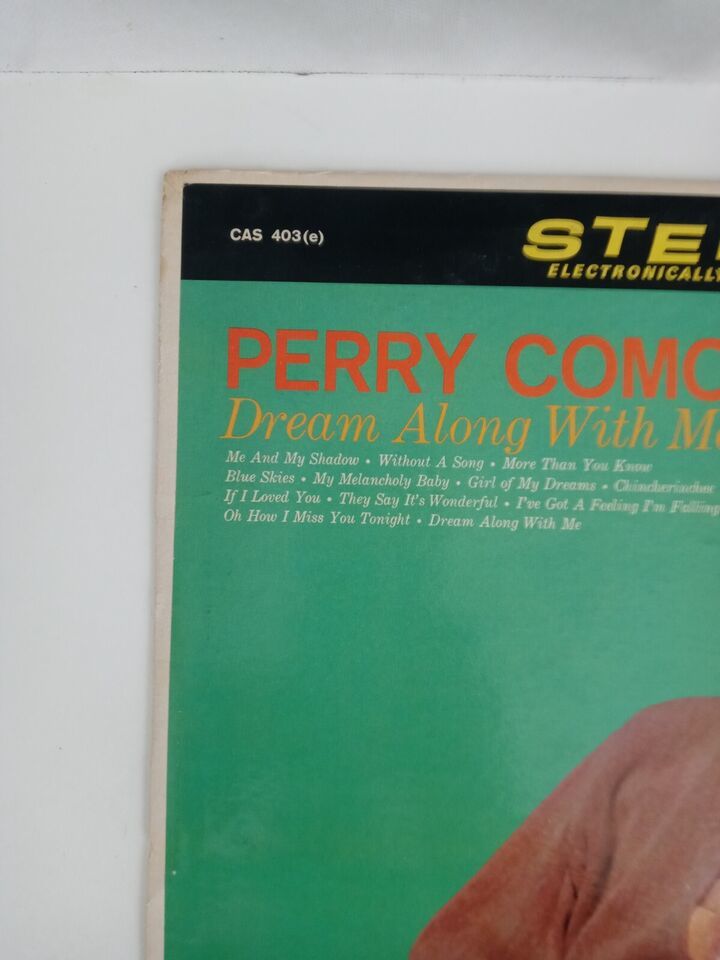 CAS 403(e)
STE
ELECTRONICALLY
PERRY COMO
Dream Along With Me
Me And My Shadow • Without A Song • More Than You Know
Blue Skies • My Melancholy Baby • Girl of My Dreams • Chincherinchee
If I Loved You • They Say It's Wonderful • I've Got A Feeling I'm Falling
Oh How I Miss You Tonight • Dream Along With Me